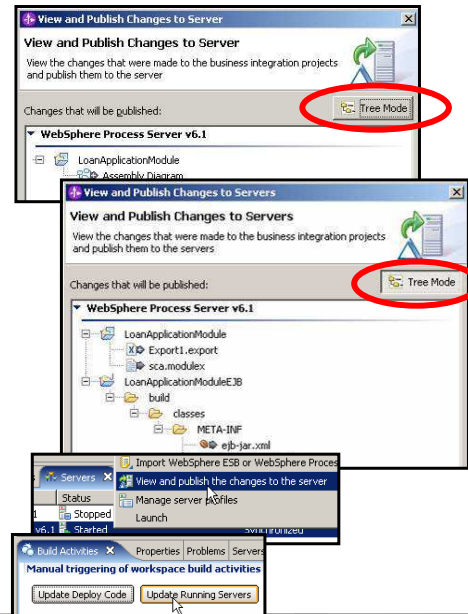 View and Publish Changes to Server
View and Publish Changes to Server
View the changes that were made to the business integration projects
and publish them to the server
Changes that will be published:
Tree Mode
WebSphere Process Server v6.1
LoanApplicationModule
Assembly Diagram
View and Publish Changes to Servers
View and Publish Changes to Servers
View the changes that were made to the business integration projects
and publish them to the servers
Changes that will be published:
Tree Mode
WebSphere Process Server v6.1
LoanApplicationModule
Export1.export
sca.modulex
LoanApplicationModuleEJB
build
classes
META-INF
ejb-jar.xml
Import WebSphere ESB or WebSphere Proces
Servers
View and publish the changes to the server
Status
Manage server profiles
Stopped
Launch
v6.1 Started
Synchronized
Build Activities Properties Problems Servers
Manual triggering of workspace build activities
Update Deploy Code Update Running Servers